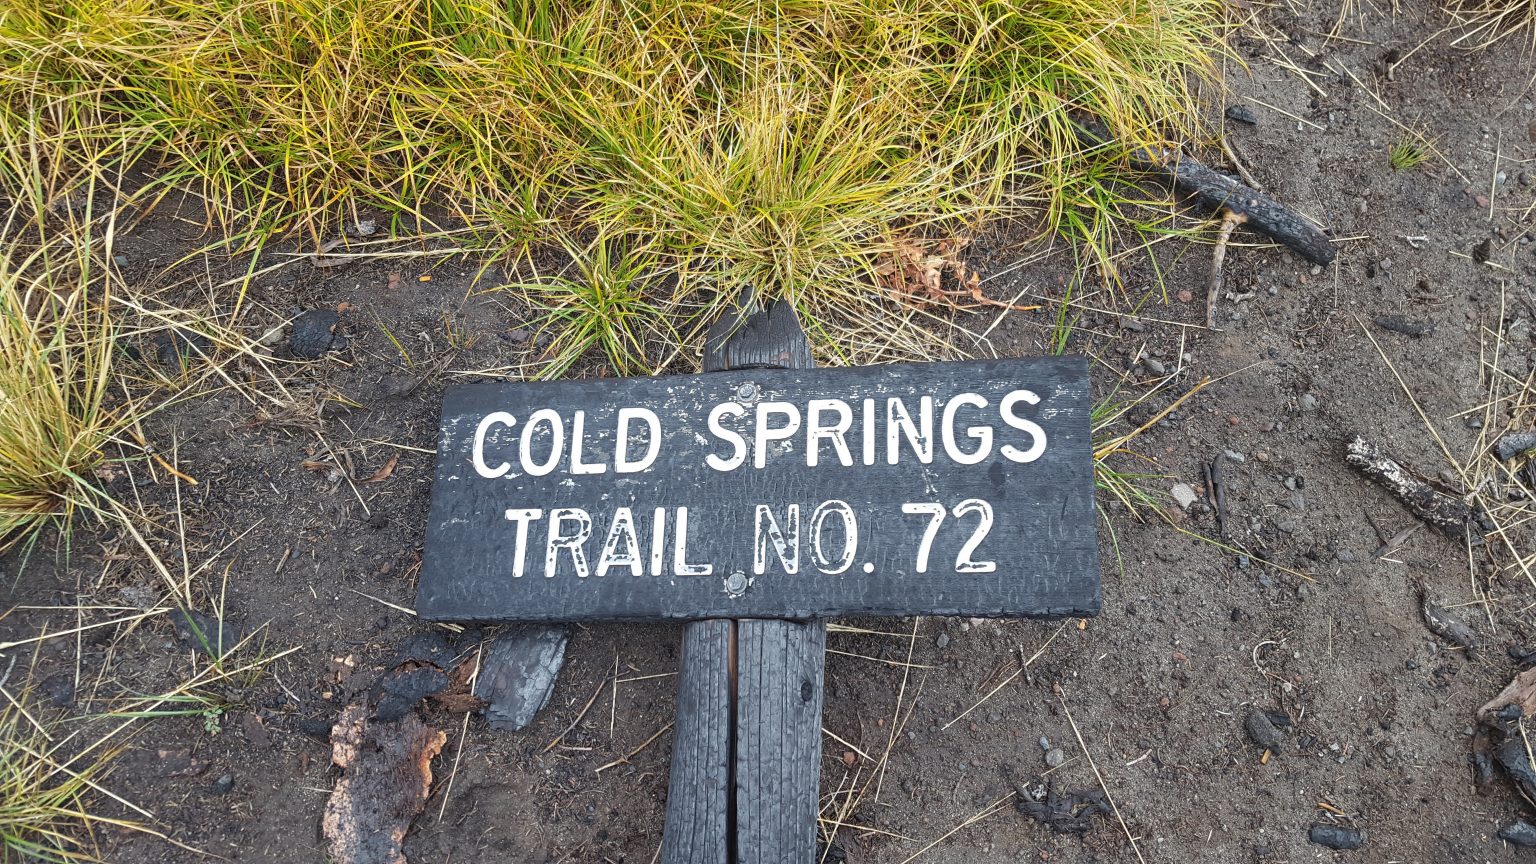 COLD SPRINGS
TRAIL NO. 72